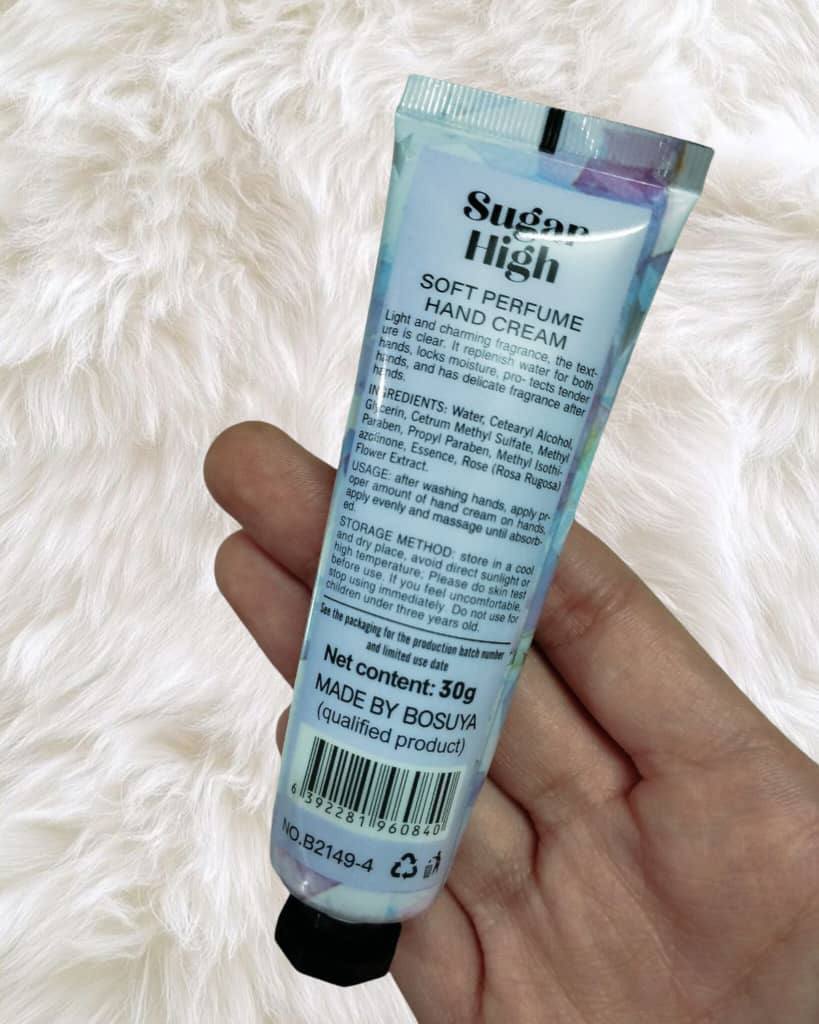 Sugar
High
SOFT PERFUME
HAND CREAM
Light and charming fragrance, the text-
ure is clear. It replenish water for both
hands, locks moisture, pro- tects tender
hands, and has delicate fragrance after
hands.
INGREDIENTS: Water, Cetearyl Alcohol,
Glycerin, Cetrum Methyl Sulfate, Methyl
Paraben, Propyl Paraben, Methyl Isothi-
azolinone, Essence, Rose (Rosa Rugosa)
Flower Extract.
USAGE: after washing hands, apply pr-
oper amount of hand cream on hands,
apply evenly and massage until absorb-
ed.
STORAGE METHOD: store in a cool
and dry place, avoid direct sunlight or
high temperature; Please do skin test
before use. If you feel uncomfortable,
stop using immediately. Do not use for
children under three years old.
See the packaging for the production batch number
and limited use date
Net content: 30g
MADE BY BOSUYA
(qualified product)
6 392281 960840
NO.B2149-4